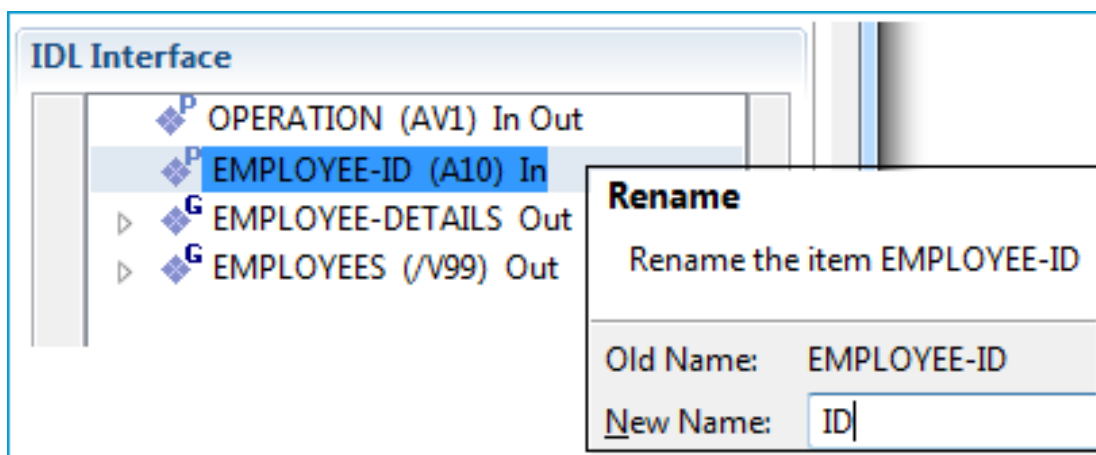 IDL Interface
P OPERATION (AV1) In Out
P EMPLOYEE-ID (A10) In
G EMPLOYEE-DETAILS Out
G EMPLOYEES (/V99) Out
Rename
Rename the item EMPLOYEE-ID
Old Name: EMPLOYEE-ID
New Name: ID